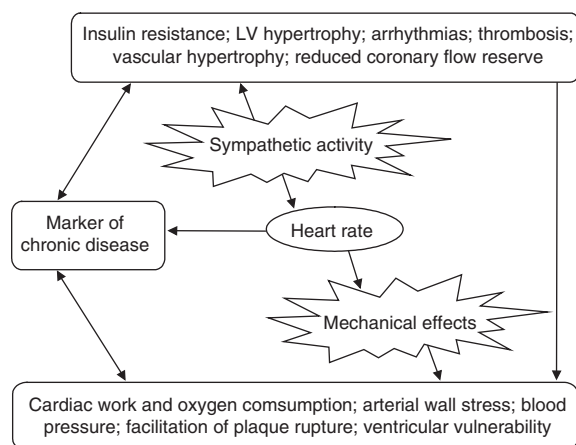 Insulin resistance; LV hypertrophy; arrhythmias; thrombosis;
vascular hypertrophy; reduced coronary flow reserve
Sympathetic activity
Marker of
chronic disease
Heart rate
Mechanical effects
Cardiac work and oxygen comsumption; arterial wall stress; blood
pressure; facilitation of plaque rupture; ventricular vulnerability